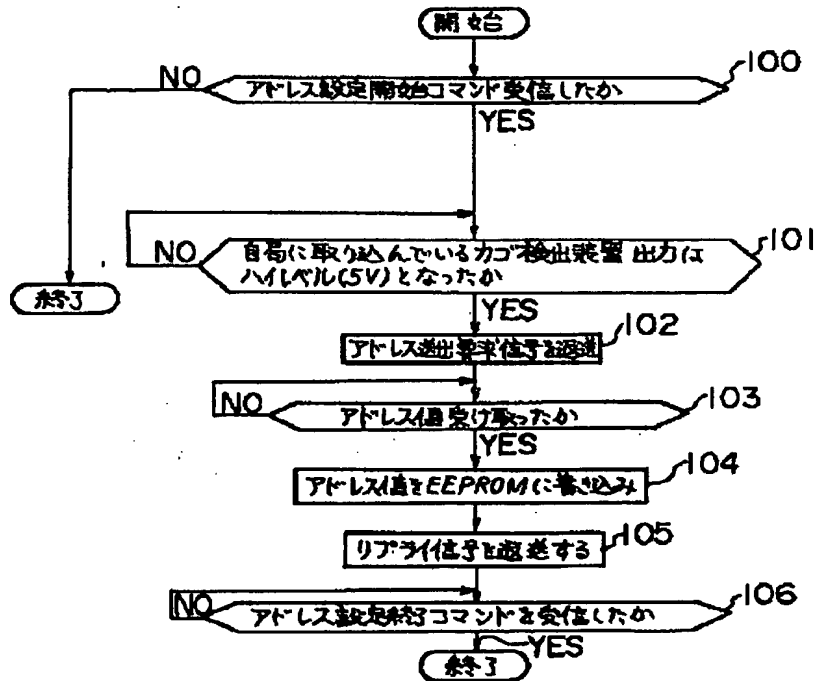 開始
100
NO
アドレス設定開始コマンド受信したか
YES
自局に取り込んでいるカゴ検出装置出力は
ハイレベル(5V)となったか
101
NO
終了
YES
102
アドレス送出要求信号を返送
NO
103
アドレス値受け取ったか
YES
104
アドレス値をEEPROMに書き込み
105
リプライ信号を返送する
NO
106
アドレス設定終了コマンドを受信したか
YES
終了